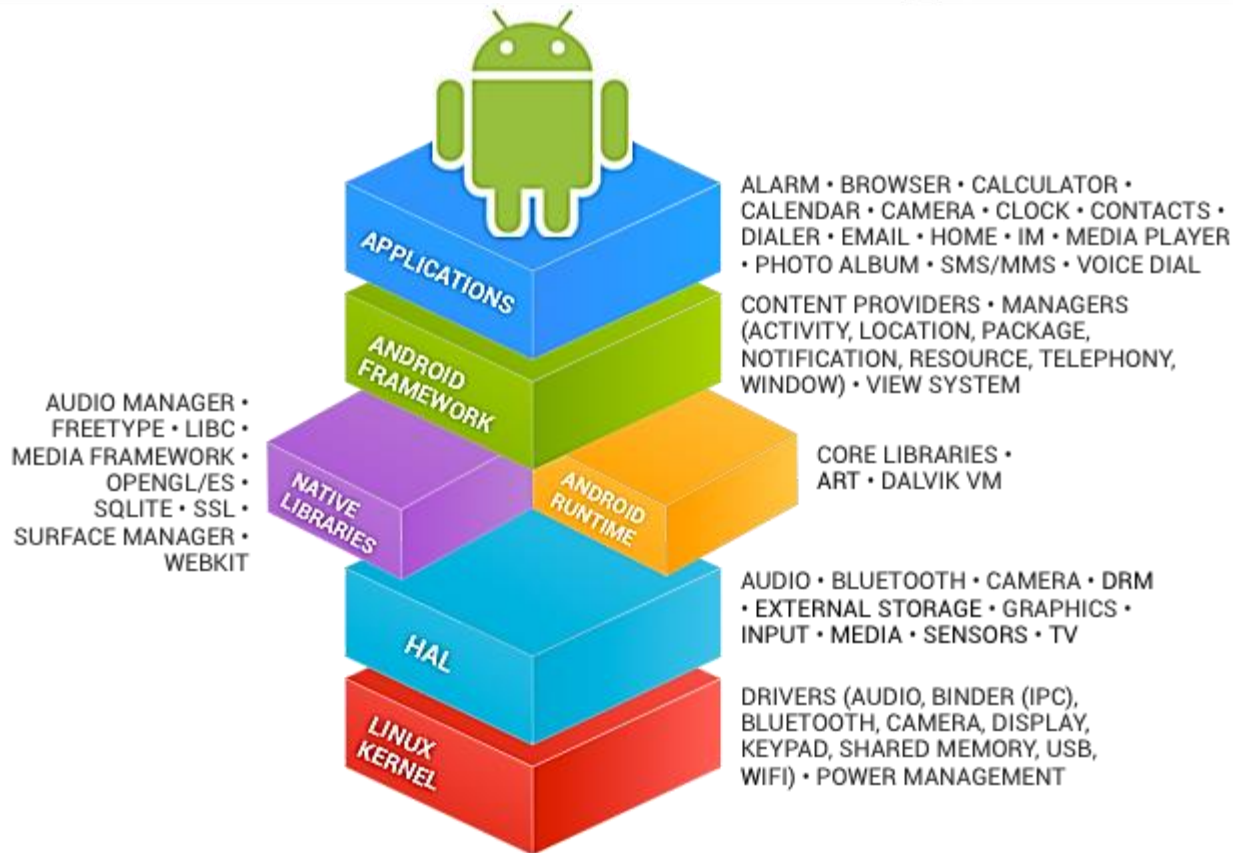 ALARM • BROWSER • CALCULATOR •
CALENDAR • CAMERA • CLOCK • CONTACTS •
DIALER • EMAIL • HOME • IM • MEDIA PLAYER
• PHOTO ALBUM • SMS/MMS • VOICE DIAL
APPLICATIONS
CONTENT PROVIDERS • MANAGERS
(ACTIVITY, LOCATION, PACKAGE,
NOTIFICATION, RESOURCE, TELEPHONY,
WINDOW) • VIEW SYSTEM
ANDROID
FRAMEWORK
AUDIO MANAGER •
FREETYPE • LIBC •
MEDIA FRAMEWORK •
OPENGL/ES •
SQLITE • SSL •
SURFACE MANAGER •
WEBKIT
NATIVE
LIBRARIES
ANDROID
RUNTIME
CORE LIBRARIES •
ART • DALVIK VM
AUDIO • BLUETOOTH • CAMERA • DRM
• EXTERNAL STORAGE • GRAPHICS •
INPUT • MEDIA • SENSORS • TV
HAL
DRIVERS (AUDIO, BINDER (IPC),
BLUETOOTH, CAMERA, DISPLAY,
KEYPAD, SHARED MEMORY, USB,
WIFI) • POWER MANAGEMENT
LINUX
KERNEL